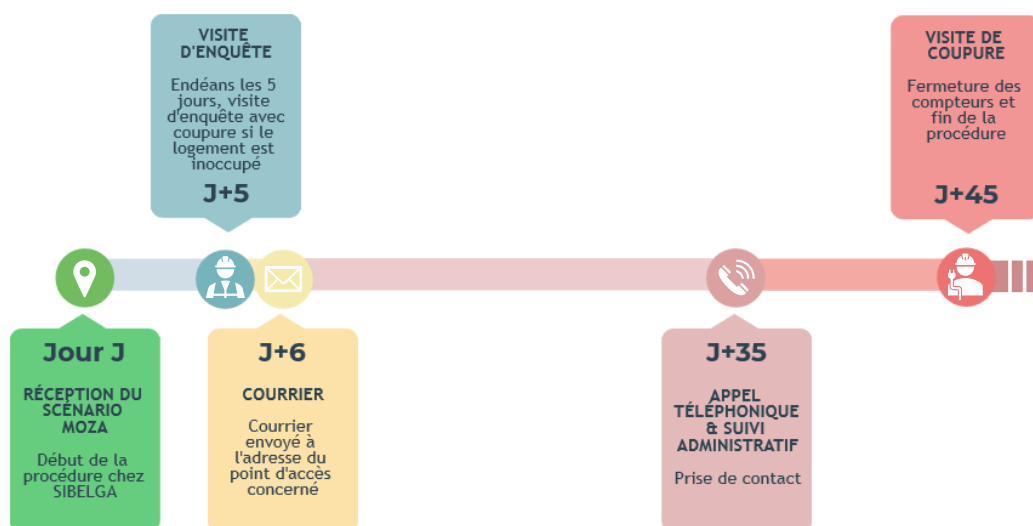 VISITE
D'ENQUÊTE
Endéans les 5
jours, visite
d'enquête avec
coupure si le
logement est
inoccupé
J+5
VISITE DE
COUPURE
Fermeture des
compteurs et
fin de la
procédure
J+45
Jour J
RÉCEPTION DU
SCÉNARIO
MOZA
Début de la
procédure chez
SIBELGA
J+6
COURRIER
Courrier
envoyé à
l'adresse du
point d'accès
concerné
J+35
APPEL
TÉLÉPHONIQUE
& SUIVI
ADMINISTRATIF
Prise de contact